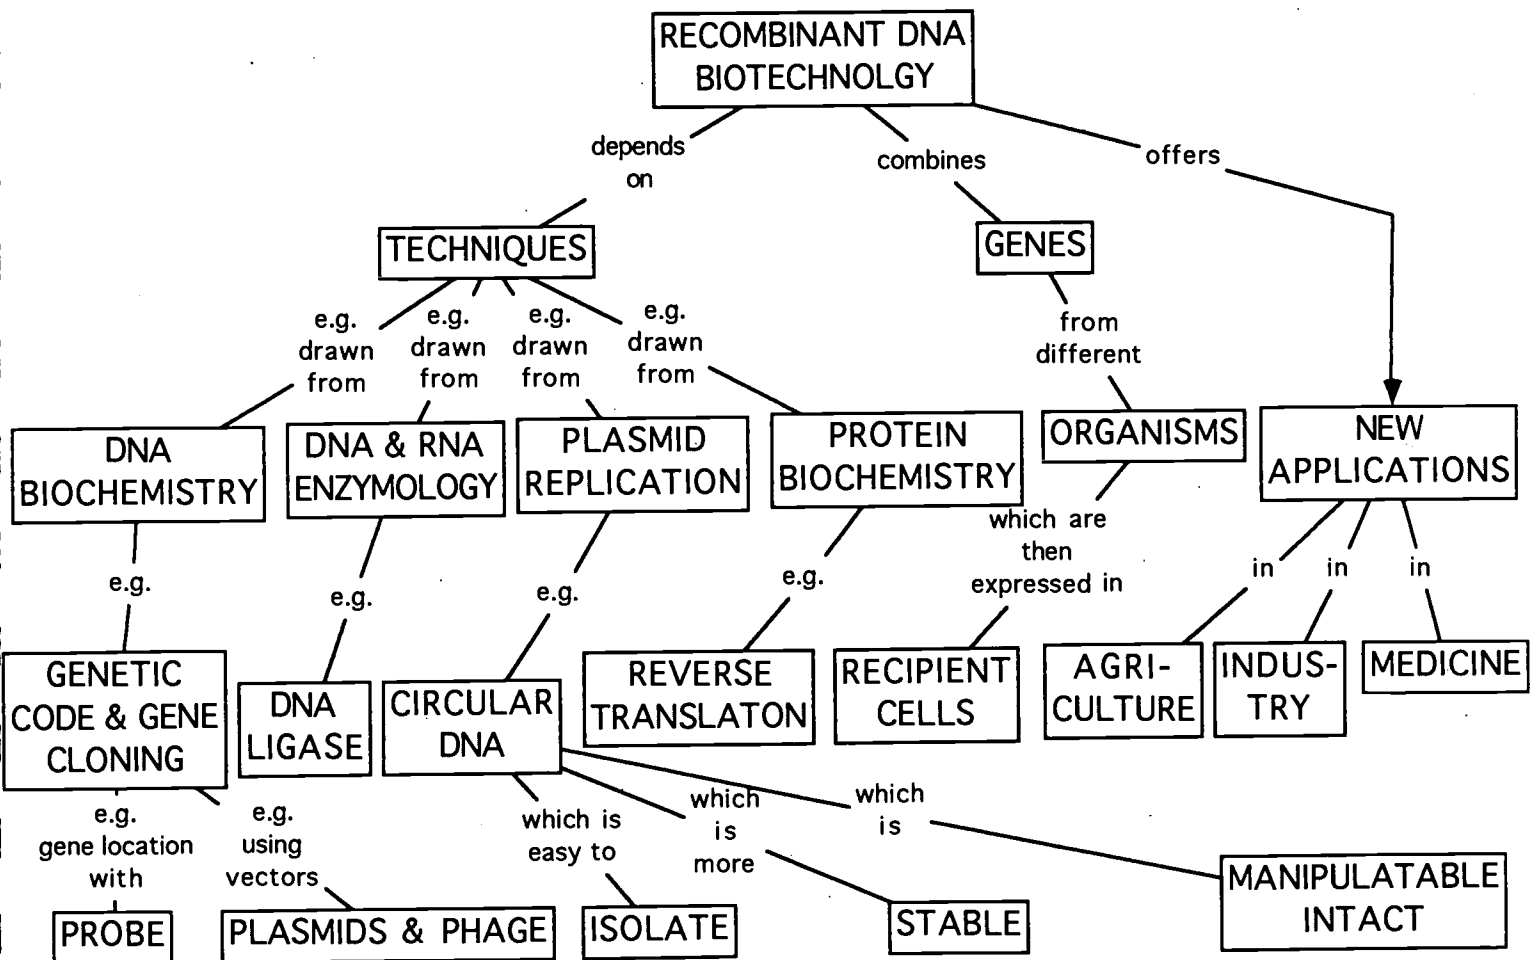 RECOMBINANT DNA
BIOTECHNOLGY
depends
on
combines
offers
TECHNIQUES
GENES
e.g.
drawn
from
e.g.
drawn
from
e.g.
drawn
from
e.g.
drawn
from
from
different
DNA
BIOCHEMISTRY
DNA & RNA
ENZYMOLOGY
PLASMID
REPLICATION
PROTEIN
BIOCHEMISTRY
ORGANISMS
NEW
APPLICATIONS
e.g.
e.g.
e.g.
e.g.
which are
then
expressed in
in
in
in
GENETIC
CODE & GENE
CLONING
DNA
LIGASE
CIRCULAR
DNA
REVERSE
TRANSLATON
RECIPIENT
CELLS
AGRI-
CULTURE
INDUS-
TRY
MEDICINE
e.g.
gene location
with
e.g.
using
vectors
which is
easy to
which
is
more
which
is
PROBE
PLASMIDS & PHAGE
ISOLATE
STABLE
MANIPULATABLE
INTACT